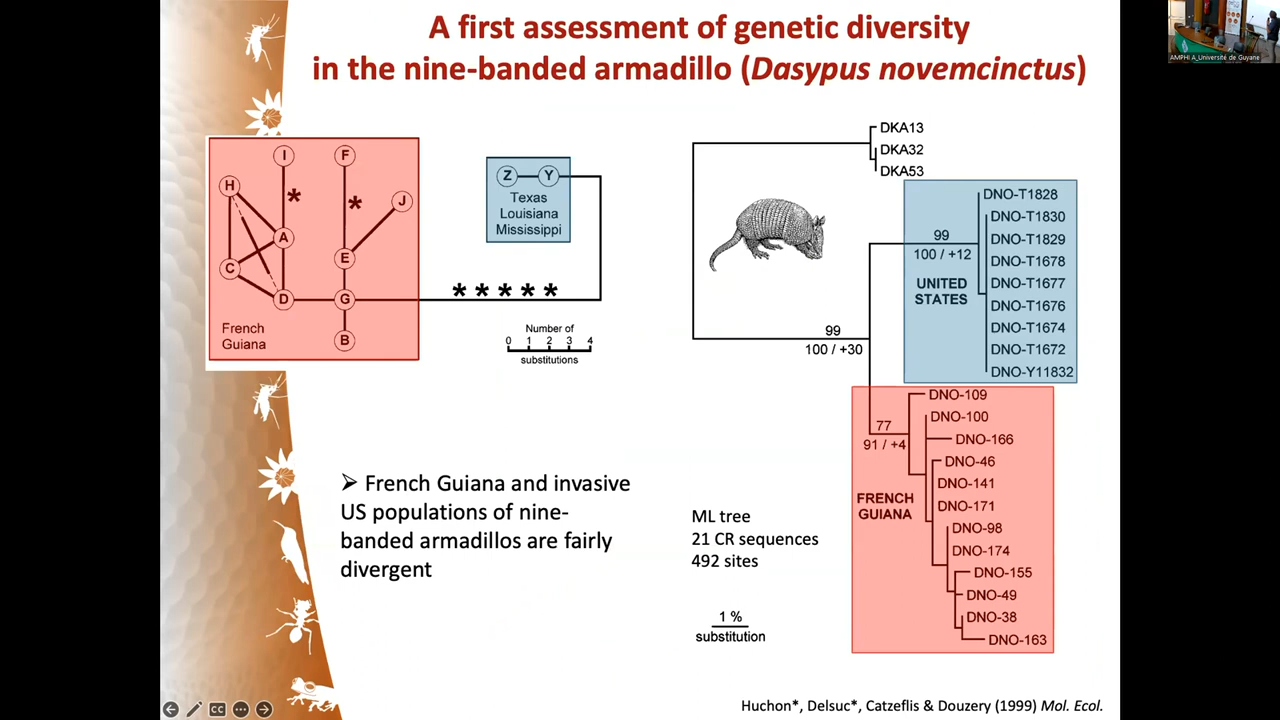 A first assessment of genetic diversity
in the nine-banded armadillo (Dasypus novemcinctus)
AMPHI A_Université de Guyane
I
F
H
J
A
C
E
D
G
B
French
Guiana
Z
Y
Texas
Louisiana
Mississippi
* * * * *
*
*
Number of
0 1 2 3 4
substitutions
DKA13
DKA32
DKA53
DNO-T1828
DNO-T1830
DNO-T1829
DNO-T1678
DNO-T1677
DNO-T1676
DNO-T1674
DNO-T1672
DNO-Y11832
99
100 / +12
UNITED
STATES
99
100 / +30
77
91 / +4
FRENCH
GUIANA
DNO-109
DNO-100
DNO-166
DNO-46
DNO-141
DNO-171
DNO-98
DNO-174
DNO-155
DNO-49
DNO-38
DNO-163
➢ French Guiana and invasive
US populations of nine-
banded armadillos are fairly
divergent
ML tree
21 CR sequences
492 sites
1 %
substitution
CC
Huchon*, Delsuc*, Catzeflis & Douzery (1999) Mol. Ecol.